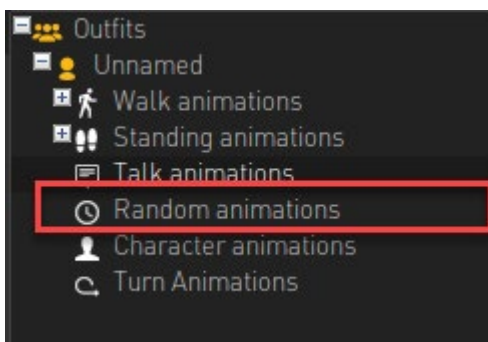 Outfits
Unnamed
Walk animations
Standing animations
Talk animations
Random animations
Character animations
Turn Animations